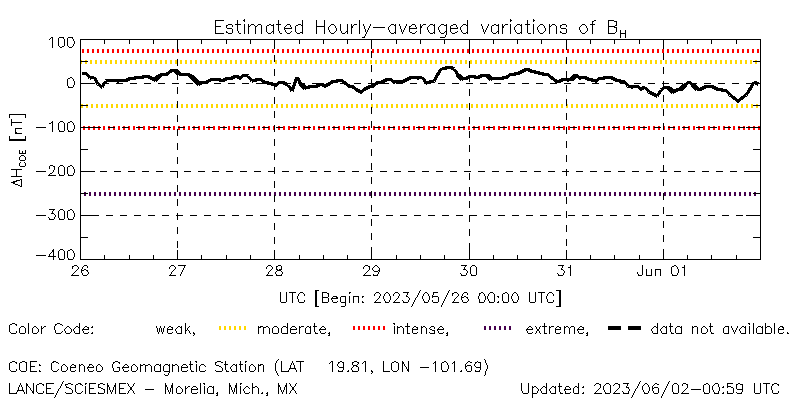 Estimated Hourly-averaged variations of BH
100
0
-100
-200
-300
-400
ΔHCOE [nT]
26 27 28 29 30 31 Jun 01
UTC [Begin: 2023/05/26 00:00 UTC]
Color Code: weak, moderate, intense, extreme, data not available.
COE: Coeneo Geomagnetic Station (LAT 19.81, LON -101.69)
LANCE/SCiESMEX - Morelia, Mich., MX Updated: 2023/06/02-00:59 UTC